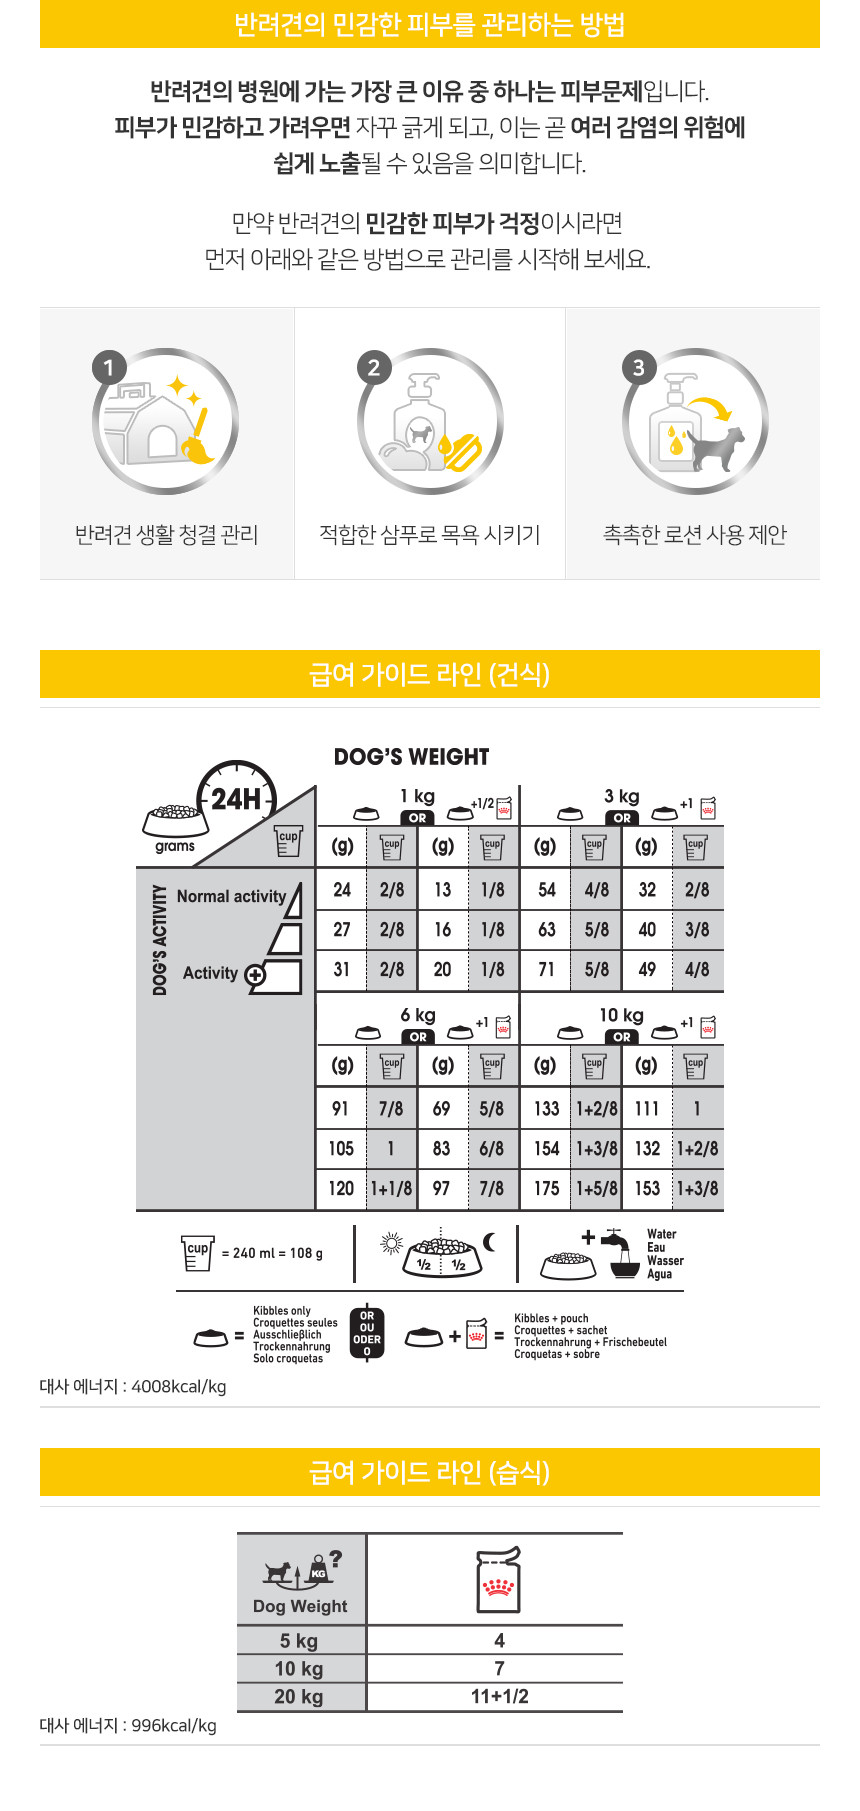 반려견의 민감한 피부를 관리하는 방법
반려견의 병원에 가는 가장 큰 이유 중 하나는 피부문제입니다.
피부가 민감하고 가려우면 자꾸 긁게 되고, 이는 곧 여러 감염의 위험에
쉽게 노출될 수 있음을 의미합니다.
만약 반려견의 민감한 피부가 걱정이시라면
먼저 아래와 같은 방법으로 관리를 시작해 보세요.
1 2 3
반려견 생활 청결 관리 적합한 샴푸로 목욕 시키기 촉촉한 로션 사용 제안
급여 가이드 라인 (건식)
DOG'S WEIGHT
24H
grams
cup
1 kg +1/2 3 kg +1
OR OR
(g) cup (g) cup (g) cup (g) cup
DOG'S ACTIVITY
Normal activity 24 2/8 13 1/8 54 4/8 32 2/8
27 2/8 16 1/8 63 5/8 40 3/8
Activity + 31 2/8 20 1/8 71 5/8 49 4/8
6 kg +1 10 kg +1
OR OR
(g) cup (g) cup (g) cup (g) cup
91 7/8 69 5/8 133 1+2/8 111 1
105 1 83 6/8 154 1+3/8 132 1+2/8
120 1+1/8 97 7/8 175 1+5/8 153 1+3/8
cup = 240 ml = 108 g
1/2 1/2
+
Water
Eau
Wasser
Agua
=
Kibbles only
Croquettes seules
Ausschließlich
Trockennahrung
Solo croquetas
OR
OU
ODER
O
+ =
Kibbles + pouch
Croquettes + sachet
Trockennahrung + Frischebeutel
Croquetas + sobre
대사 에너지 : 4008kcal/kg
급여 가이드 라인 (습식)
KG ?
Dog Weight
5 kg 4
10 kg 7
20 kg 11+1/2
대사 에너지 : 996kcal/kg